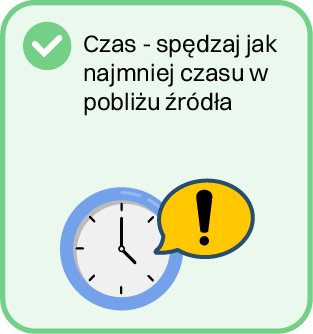 Czas - spędzaj jak
najmniej czasu w
pobliżu źródła
!